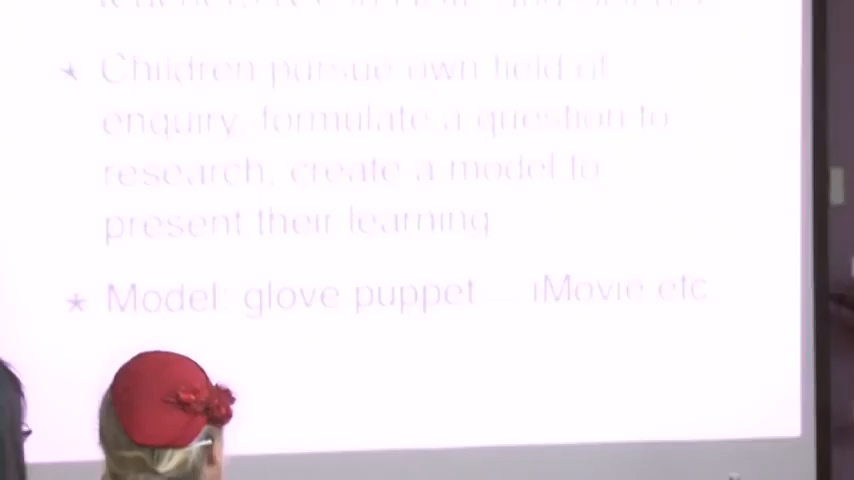 * Children pursue own field of
enquiry, formulate a question to
research, create a model to
present their learning
* Model: glove puppet... iMovie etc